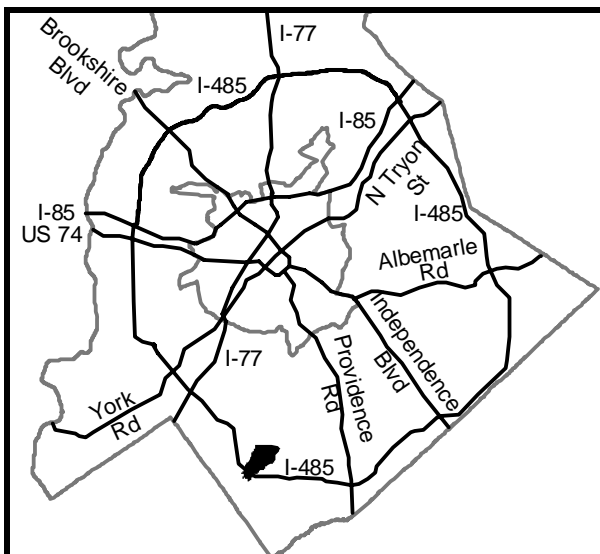 I-77
Brookshire
Blvd
I-485
I-85
N Tryon
St
I-85
US 74
I-485
Albemarle
Rd
Independence
Blvd
I-77
Providence
Rd
York
Rd
I-485